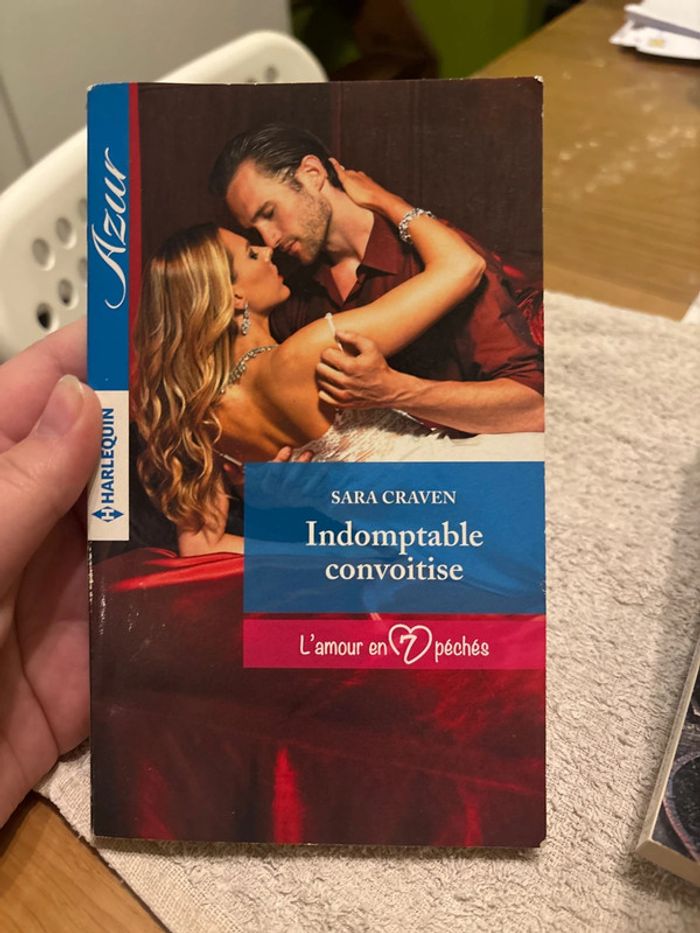 Azur
HARLEQUIN
SARA CRAVEN
Indomptable
convoitise
L'amour en 7 péchés